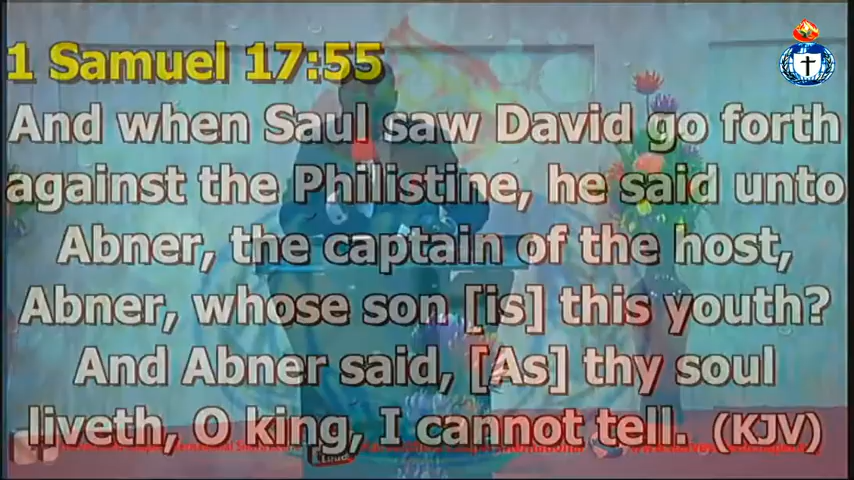 1 Samuel 17:55
And when Saul saw David go forth
against the Philistine, he said unto
Abner, the captain of the host,
Abner, whose son [is] this youth?
And Abner said, [As] thy soul
liveth, O king, I cannot tell. (KJV)